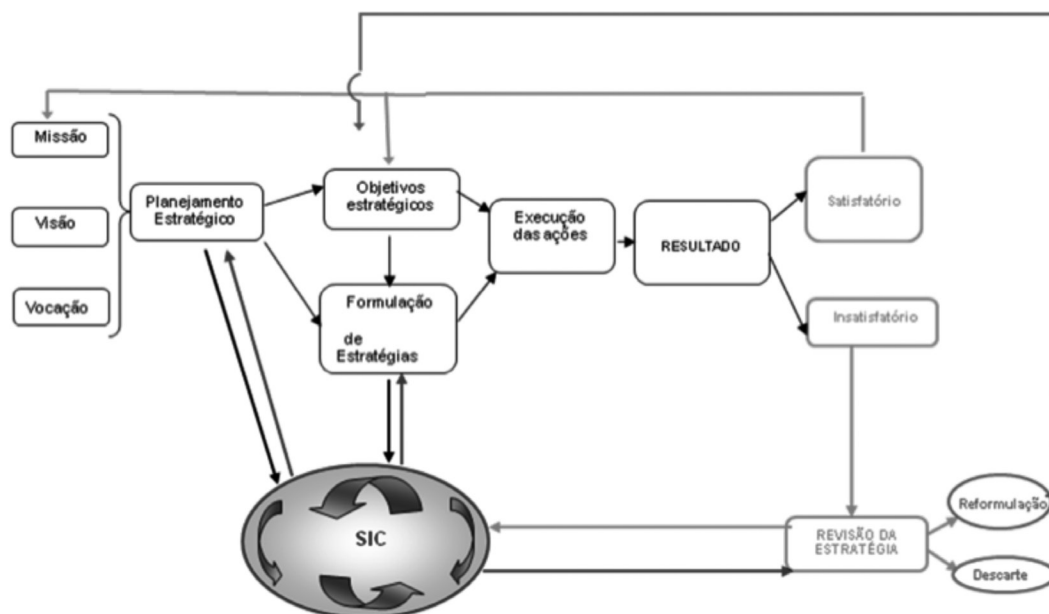 Missão
Visão
Vocação
Planejamento
Estratégico
Objetivos
estratégicos
Formulação
de
Estratégias
Execução
das ações
RESULTADO
Satisfatório
Insatisfatório
SIC
REVISÃO DA
ESTRATÉGIA
Reformulação
Descarte